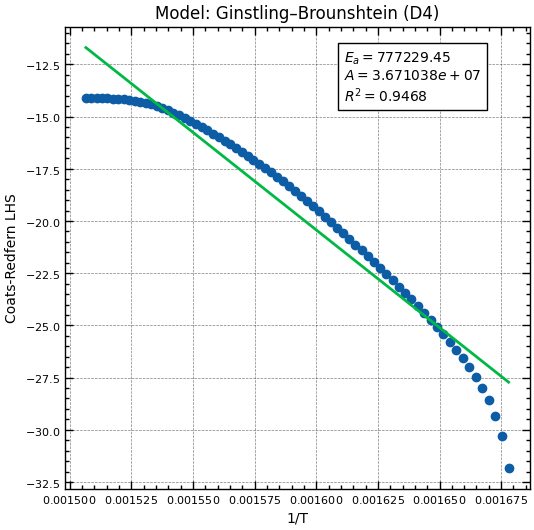 Model: Ginstling–Brounshtein (D4)
E_a = 777229.45
A = 3.671038e + 07
R² = 0.9468
Coats-Redfern LHS
−12.5
−15.0
−17.5
−20.0
−22.5
−25.0
−27.5
−30.0
−32.5
0.001500 0.001525 0.001550 0.001575 0.001600 0.001625 0.001650 0.001675
1/T